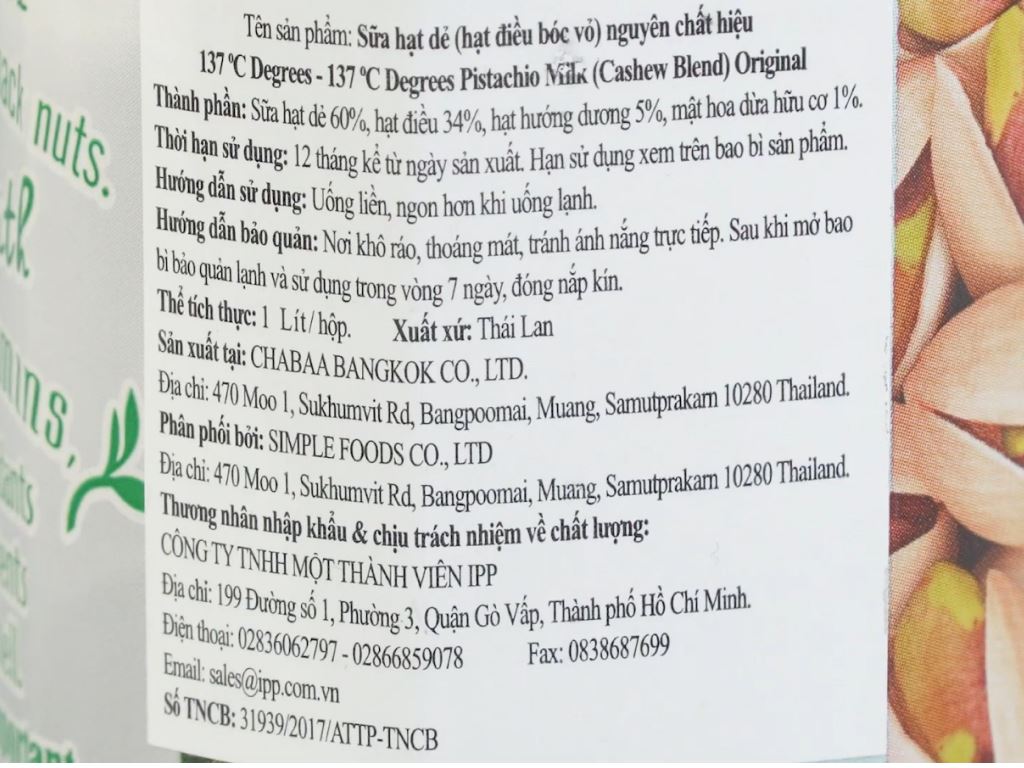 Tên sản phẩm: Sữa hạt dẻ (hạt điều bóc vỏ) nguyên chất hiệu
137 °C Degrees - 137 °C Degrees Pistachio Milk (Cashew Blend) Original
Thành phần: Sữa hạt dẻ 60%, hạt điều 34%, hạt hướng dương 5%, mật hoa dừa hữu cơ 1%.
Thời hạn sử dụng: 12 tháng kể từ ngày sản xuất. Hạn sử dụng xem trên bao bì sản phẩm.
Hướng dẫn sử dụng: Uống liền, ngon hơn khi uống lạnh.
Hướng dẫn bảo quản: Nơi khô ráo, thoáng mát, tránh ánh nắng trực tiếp. Sau khi mở bao
bì bảo quản lạnh và sử dụng trong vòng 7 ngày, đóng nắp kín.
Thể tích thực: 1 Lít/hộp. Xuất xứ: Thái Lan
Sản xuất tại: CHABAA BANGKOK CO., LTD.
Địa chỉ: 470 Moo 1, Sukhumvit Rd, Bangpoomai, Muang, Samutprakarn 10280 Thailand.
Phân phối bởi: SIMPLE FOODS CO., LTD
Địa chỉ: 470 Moo 1, Sukhumvit Rd, Bangpoomai, Muang, Samutprakarn 10280 Thailand.
Thương nhân nhập khẩu & chịu trách nhiệm về chất lượng:
CÔNG TY TNHH MỘT THÀNH VIÊN IPP
Địa chỉ: 199 Đường số 1, Phường 3, Quận Gò Vấp, Thành phố Hồ Chí Minh.
Điện thoại: 02836062797 - 02866859078 Fax: 0838687699
Email: sales@ipp.com.vn
Số TNCB: 31939/2017/ATTP-TNCB
nuts.